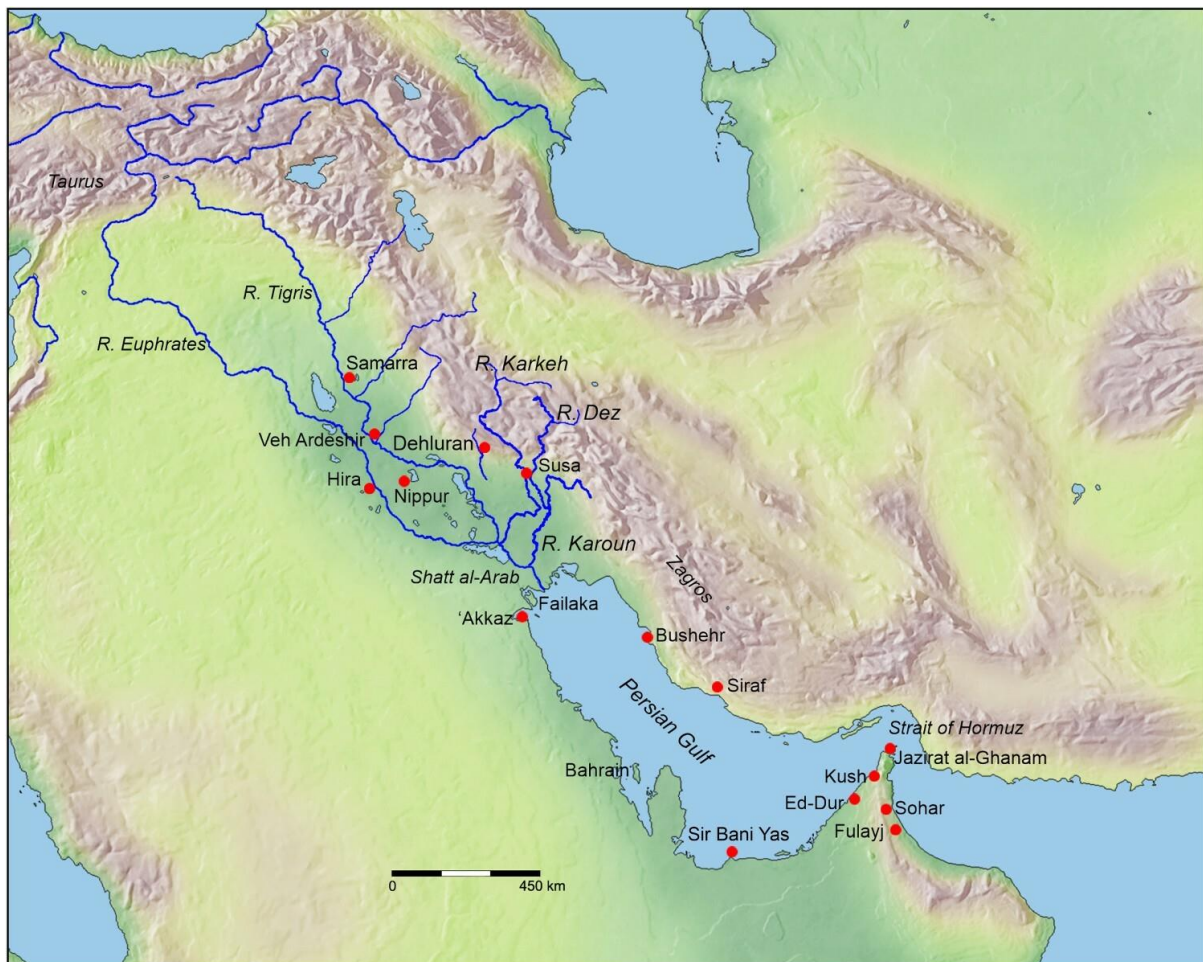 Taurus
R. Tigris
R. Euphrates
Samarra
R. Karkeh
R. Dez
Veh Ardeshir
Dehluran
Susa
Hira
Nippur
R. Karoun
Shatt al-Arab
Zagros
Failaka
‘Akkaz
Bushehr
Siraf
Persian Gulf
Strait of Hormuz
Jazirat al-Ghanam
Bahrain
Kush
Ed-Dur
Sohar
Fulayj
Sir Bani Yas
0 450 km